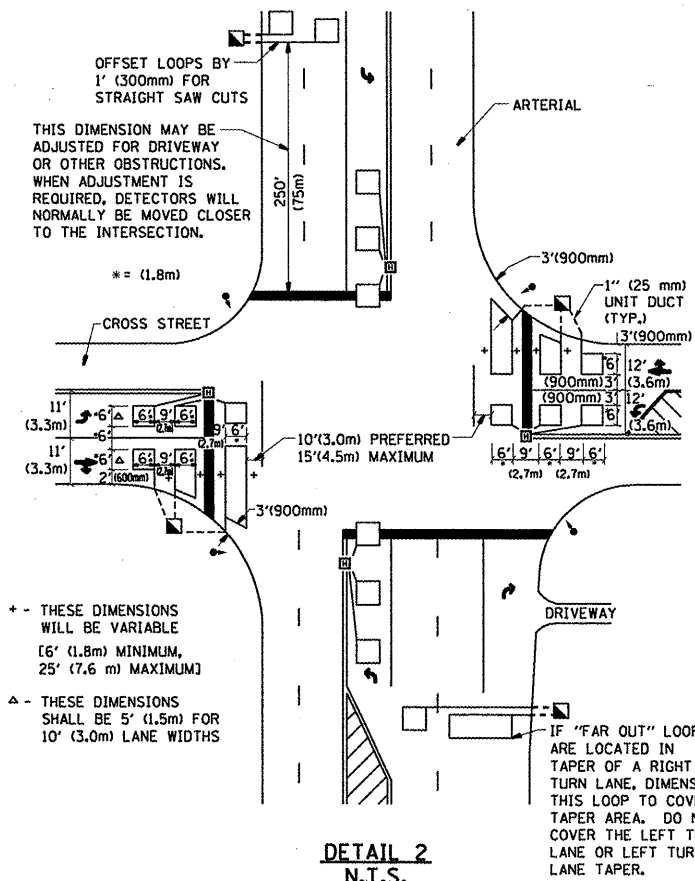 OFFSET LOOPS BY
1' (300mm) FOR
STRAIGHT SAW CUTS
THIS DIMENSION MAY BE
ADJUSTED FOR DRIVEWAY
OR OTHER OBSTRUCTIONS.
WHEN ADJUSTMENT IS
REQUIRED, DETECTORS WILL
NORMALLY BE MOVED CLOSER
TO THE INTERSECTION.
250'
(75m)
ARTERIAL
* = (1.8m)
3'(900mm)
1" (25 mm)
UNIT DUCT
(TYP.)
CROSS STREET
H
3'(900mm)
*6'
12'
(3.6m)
(900mm) 3'
(900mm) 3'
*6'
12'
(3.6m)
H
6' 9' 6' 9' 6'
* (2.7m) * (2.7m) *
H
11'
(3.3m)
*6' △ 6' 9' 6'
(2.7m)
*6'
9' 6'
(2.7m) *
11'
(3.3m)
*6' △ 6' 9' 6'
(2.7m)
2' (600mm)
10'(3.0m) PREFERRED
15'(4.5m) MAXIMUM
3'(900mm)
H
+ - THESE DIMENSIONS
WILL BE VARIABLE
[6' (1.8m) MINIMUM,
25' (7.6 m) MAXIMUM]
△ - THESE DIMENSIONS
SHALL BE 5' (1.5m) FOR
10' (3.0m) LANE WIDTHS
DRIVEWAY
IF "FAR OUT" LOOP
ARE LOCATED IN
TAPER OF A RIGHT
TURN LANE, DIMENS
THIS LOOP TO COV
TAPER AREA. DO N
COVER THE LEFT T
LANE OR LEFT TUR
LANE TAPER.
DETAIL 2
N.T.S.